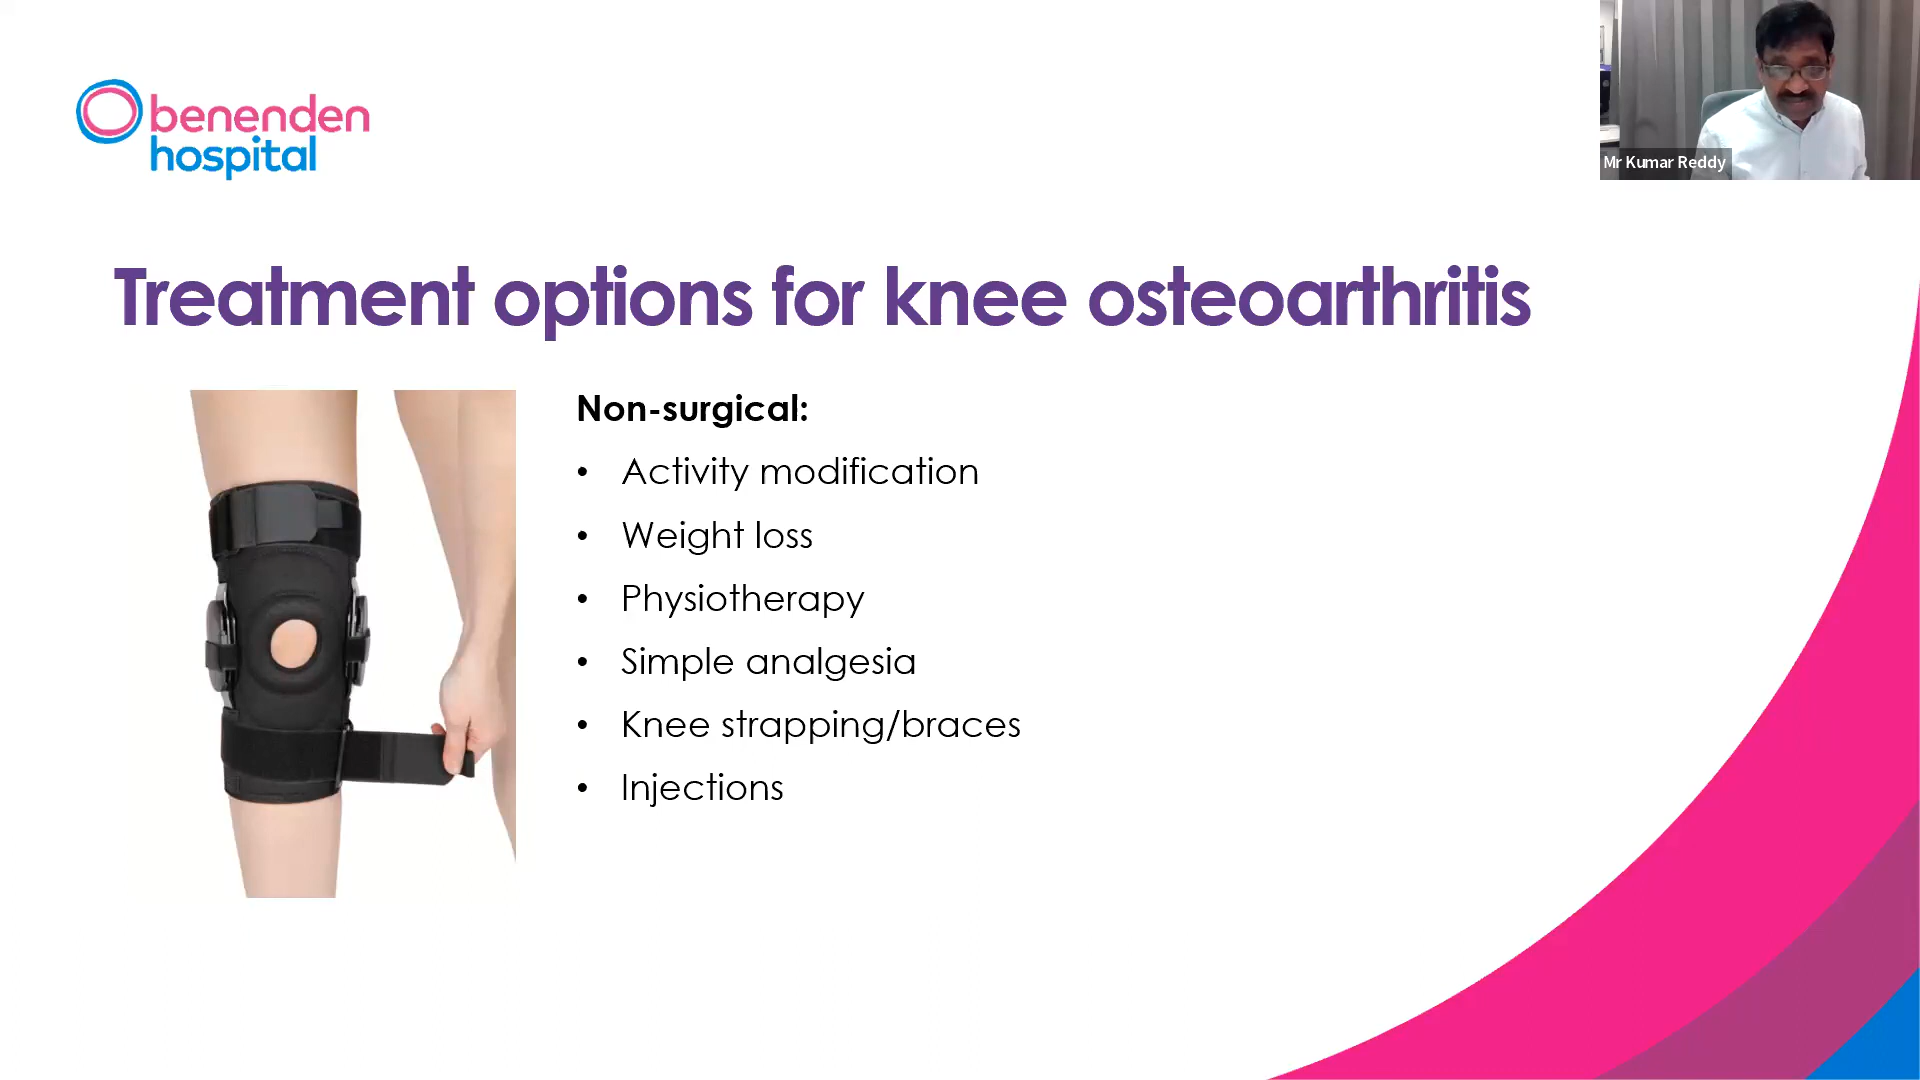 benenden
hospital
Mr Kumar Reddy
Treatment options for knee osteoarthritis
Non-surgical:
• Activity modification
• Weight loss
• Physiotherapy
• Simple analgesia
• Knee strapping/braces
• Injections